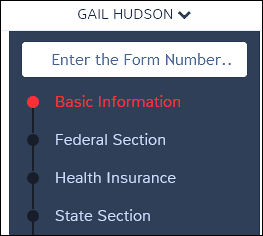 GAIL HUDSON
Enter the Form Number..
Basic Information
Federal Section
Health Insurance
State Section